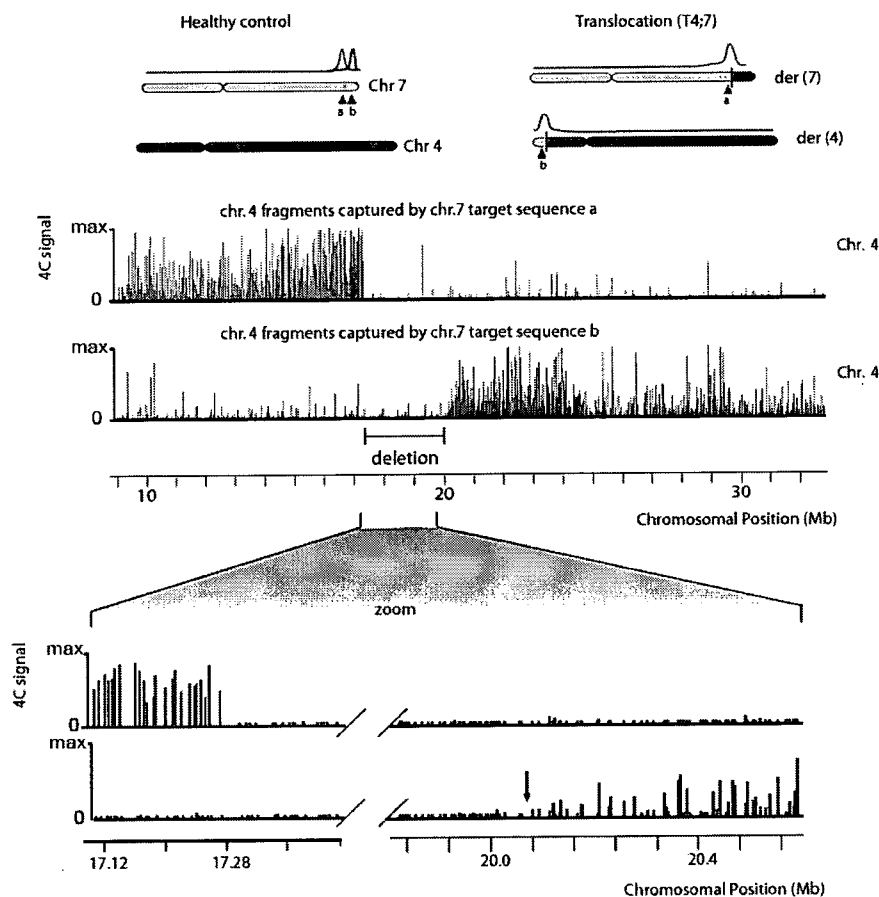 Healthy control
Translocation (T4;7)
Chr 7
a b
Chr 4
der (7)
a
der (4)
b
chr. 4 fragments captured by chr.7 target sequence a
4C signal
max
0
Chr. 4
chr. 4 fragments captured by chr.7 target sequence b
max
0
Chr. 4
deletion
10 20 30
Chromosomal Position (Mb)
zoom
4C signal
max
0
max
0
17.12 17.28 20.0 20.4
Chromosomal Position (Mb)